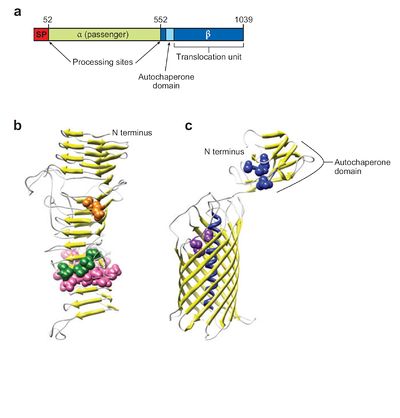 a
52
552
1039
SP
α (passenger)
β
Processing sites
Translocation unit
Autochaperone
domain
b
N terminus
c
N terminus
Autochaperone
domain